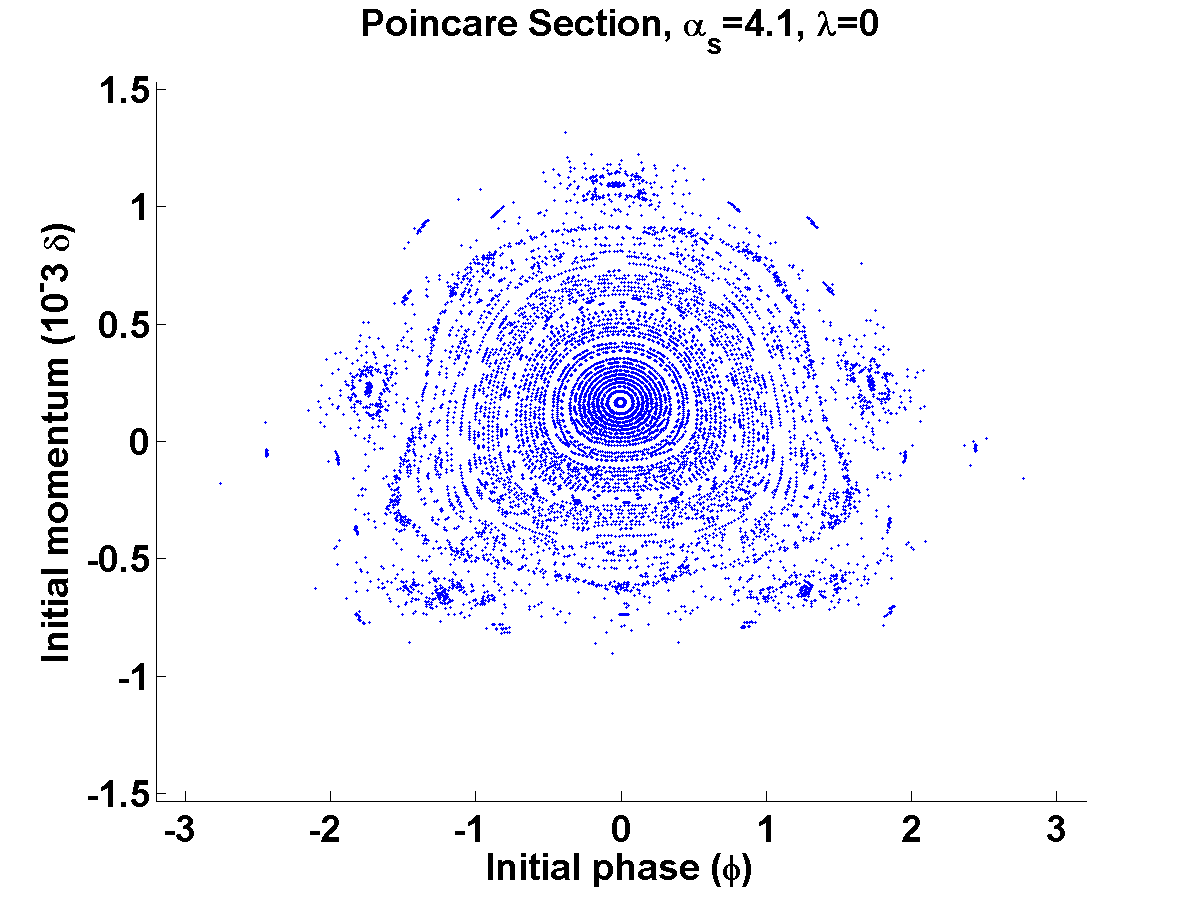 Poincare Section, αs=4.1, λ=0
1.5
1
0.5
0
-0.5
-1
-1.5
Initial momentum (10-3 δ)
-3 -2 -1 0 1 2 3
Initial phase (ϕ)